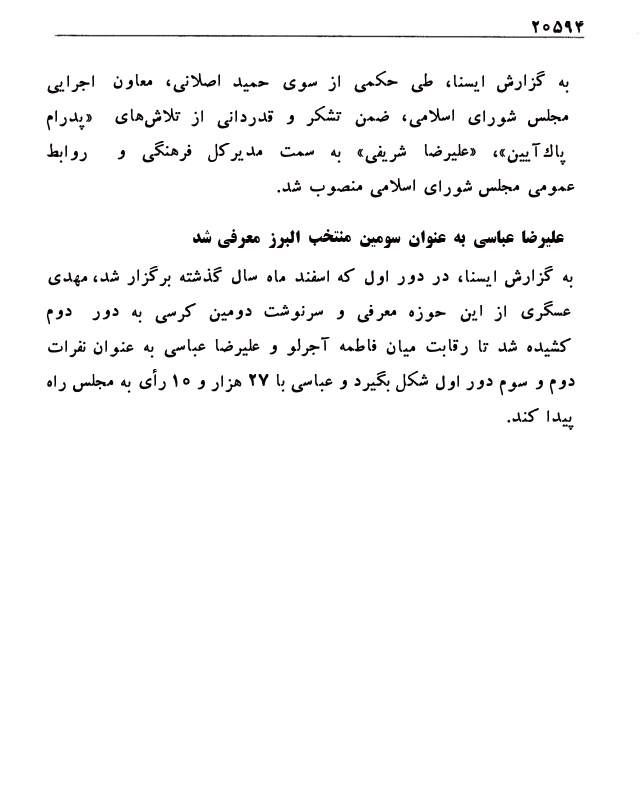 ۲۰۵۹۴
به گزارش ایسنا، طی حکمی از سوی حمید اصلانی، معاون اجرایی
مجلس شورای اسلامی، ضمن تشکر و قدردانی از تلاش‌های «پدرام
پاك‌آیین»، «علیرضا شریفی» به سمت مدیرکل فرهنگی و روابط
عمومی مجلس شورای اسلامی منصوب شد.
علیرضا عباسی به عنوان سومین منتخب البرز معرفی شد
به گزارش ایسنا، در دور اول که اسفند ماه سال گذشته برگزار شد، مهدی
عسگری از این حوزه معرفی و سرنوشت دومین کرسی به دور دوم
کشیده شد تا رقابت میان فاطمه آجرلو و علیرضا عباسی به عنوان نفرات
دوم و سوم دور اول شکل بگیرد و عباسی با ۲۷ هزار و ۱۰ رأی به مجلس راه
پیدا کند.